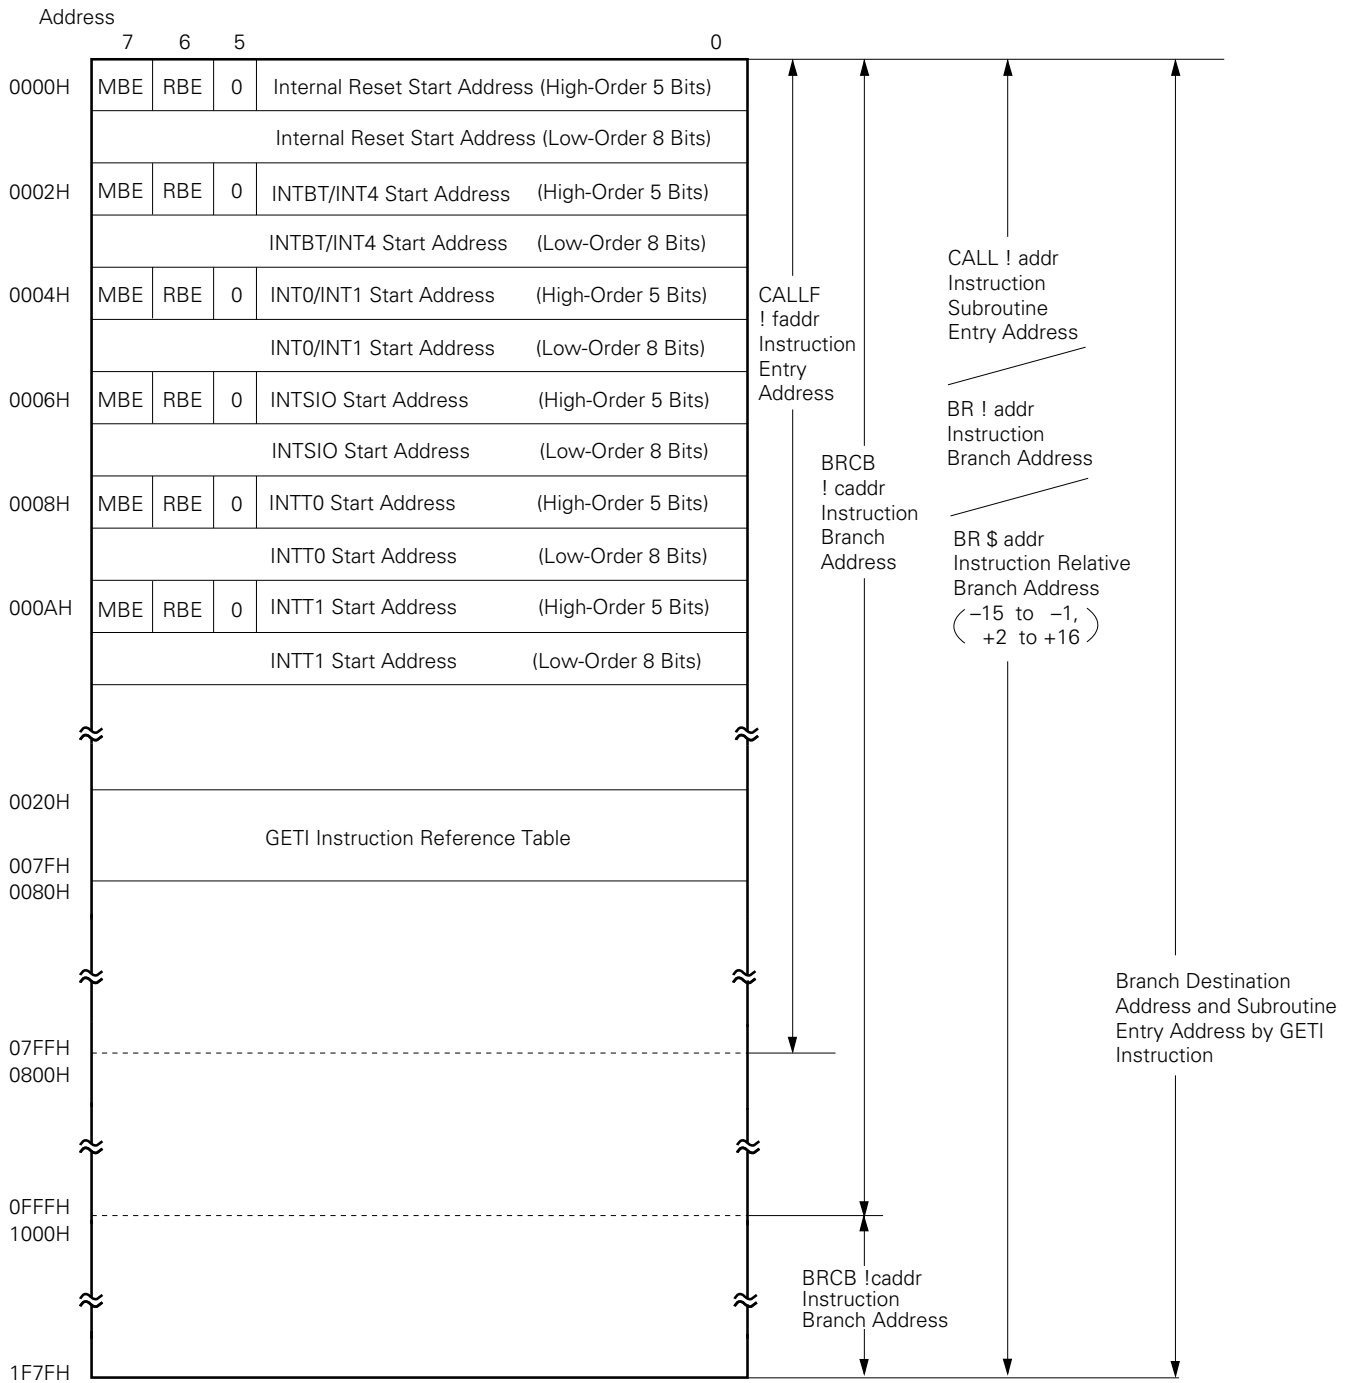 Address
7 6 5 0
0000H MBE RBE 0 Internal Reset Start Address (High-Order 5 Bits)
Internal Reset Start Address (Low-Order 8 Bits)
0002H MBE RBE 0 INTBT/INT4 Start Address (High-Order 5 Bits)
INTBT/INT4 Start Address (Low-Order 8 Bits)
0004H MBE RBE 0 INT0/INT1 Start Address (High-Order 5 Bits)
INT0/INT1 Start Address (Low-Order 8 Bits)
0006H MBE RBE 0 INTSIO Start Address (High-Order 5 Bits)
INTSIO Start Address (Low-Order 8 Bits)
0008H MBE RBE 0 INTT0 Start Address (High-Order 5 Bits)
INTT0 Start Address (Low-Order 8 Bits)
000AH MBE RBE 0 INTT1 Start Address (High-Order 5 Bits)
INTT1 Start Address (Low-Order 8 Bits)
0020H
GETI Instruction Reference Table
007FH
0080H
07FFH
0800H
0FFFH
1000H
1F7FH
CALLF
! faddr
Instruction
Entry
Address
BRCB
! caddr
Instruction
Branch
Address
BRCB !caddr
Instruction
Branch Address
CALL ! addr
Instruction
Subroutine
Entry Address
BR ! addr
Instruction
Branch Address
BR $ addr
Instruction Relative
Branch Address
(–15 to –1,
+2 to +16)
Branch Destination
Address and Subroutine
Entry Address by GETI
Instruction